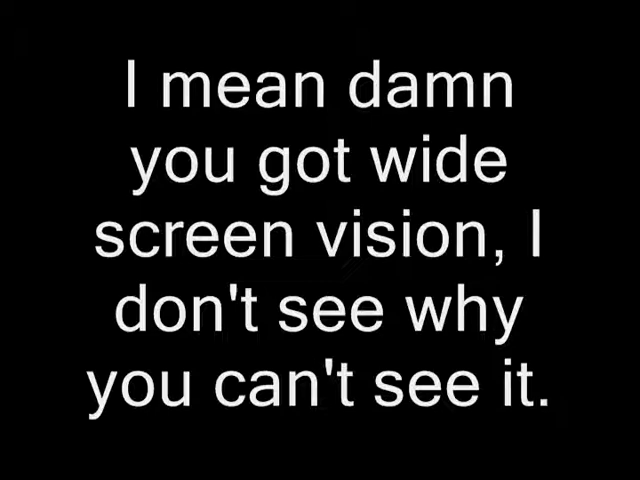 I mean damn
you got wide
screen vision, I
don't see why
you can't see it.